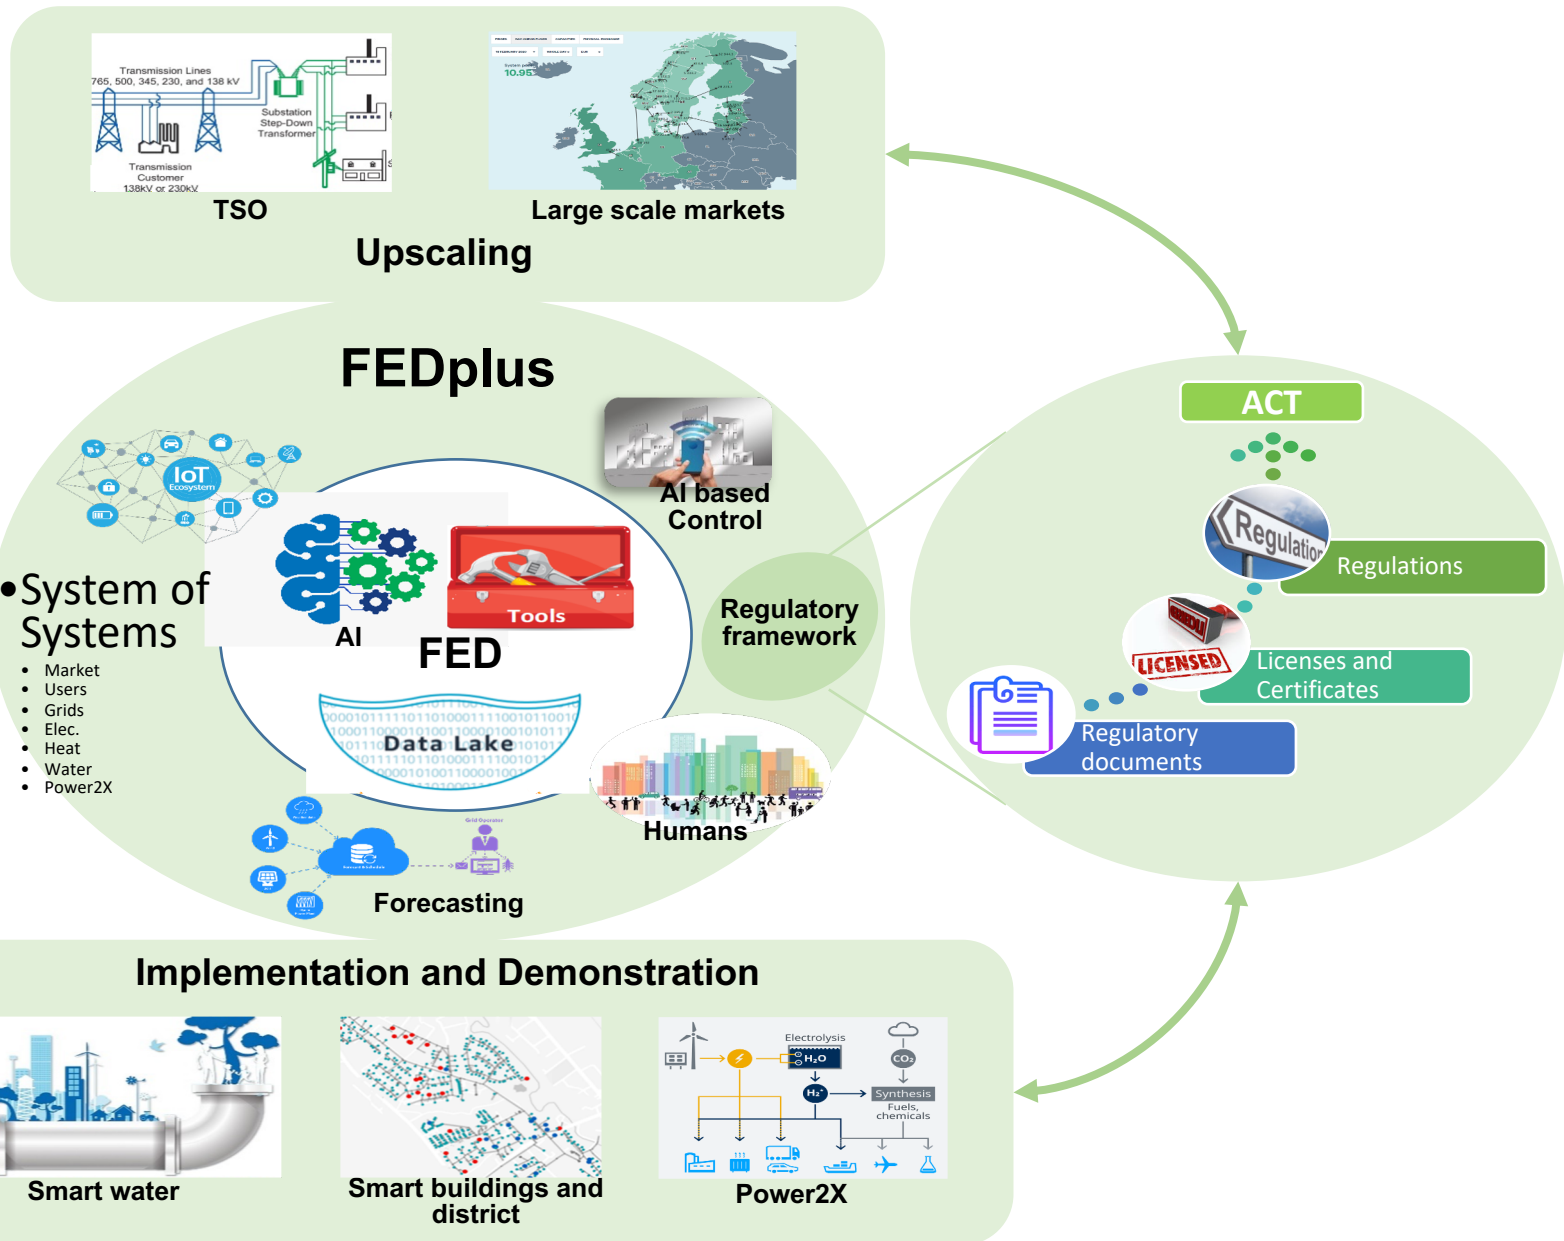 Transmission Lines
765, 500, 345, 230, and 138 kV
Substation
Step-Down
Transformer
Transmission
Customer
138kV or 230kV
TSO
10.95
Large scale markets
Upscaling
FEDplus
IoT
Ecosystem
AI based
Control
•System of
Systems
• Market
• Users
• Grids
• Elec.
• Heat
• Water
• Power2X
AI
Tools
FED
Data Lake
Regulatory
framework
Humans
Grid Operator
Forecasting
ACT
Regulation
Regulations
LICENSED
Licenses and
Certificates
Regulatory
documents
Implementation and Demonstration
Smart water
Smart buildings and
district
Electrolysis
H₂O
CO₂
H₂
Synthesis
Fuels,
chemicals
Power2X